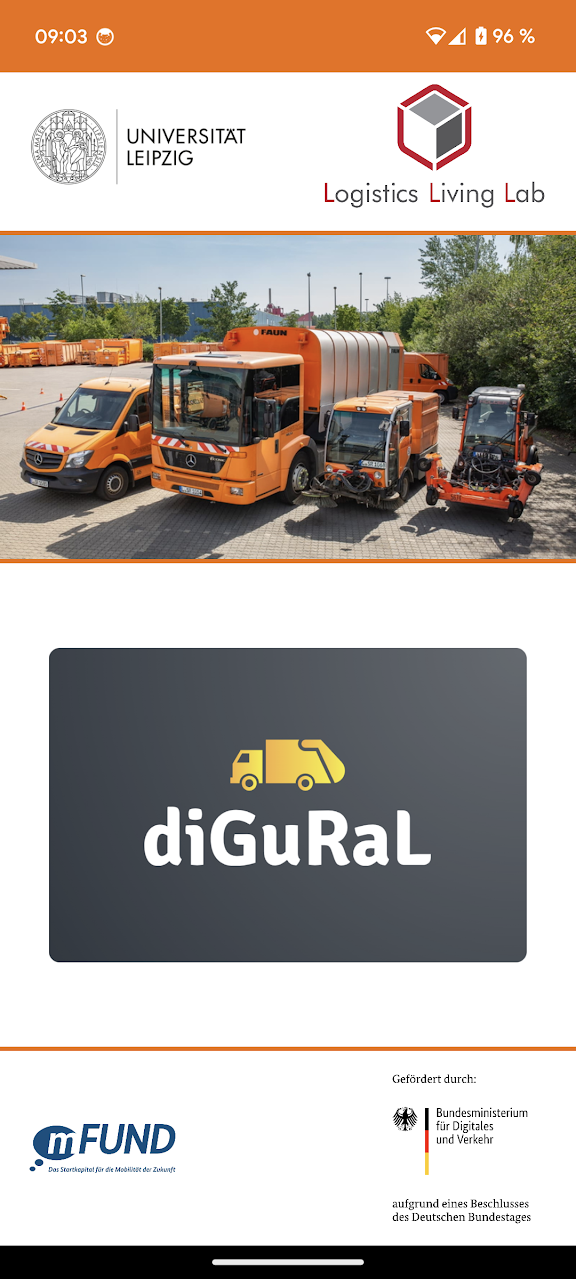 09:03
96 %
UNIVERSITÄT
LEIPZIG
Logistics Living Lab
FAUN
diGuRaL
Gefördert durch:
mFUND
Das Startkapital für die Mobilität der Zukunft
Bundesministerium
für Digitales
und Verkehr
aufgrund eines Beschlusses
des Deutschen Bundestages